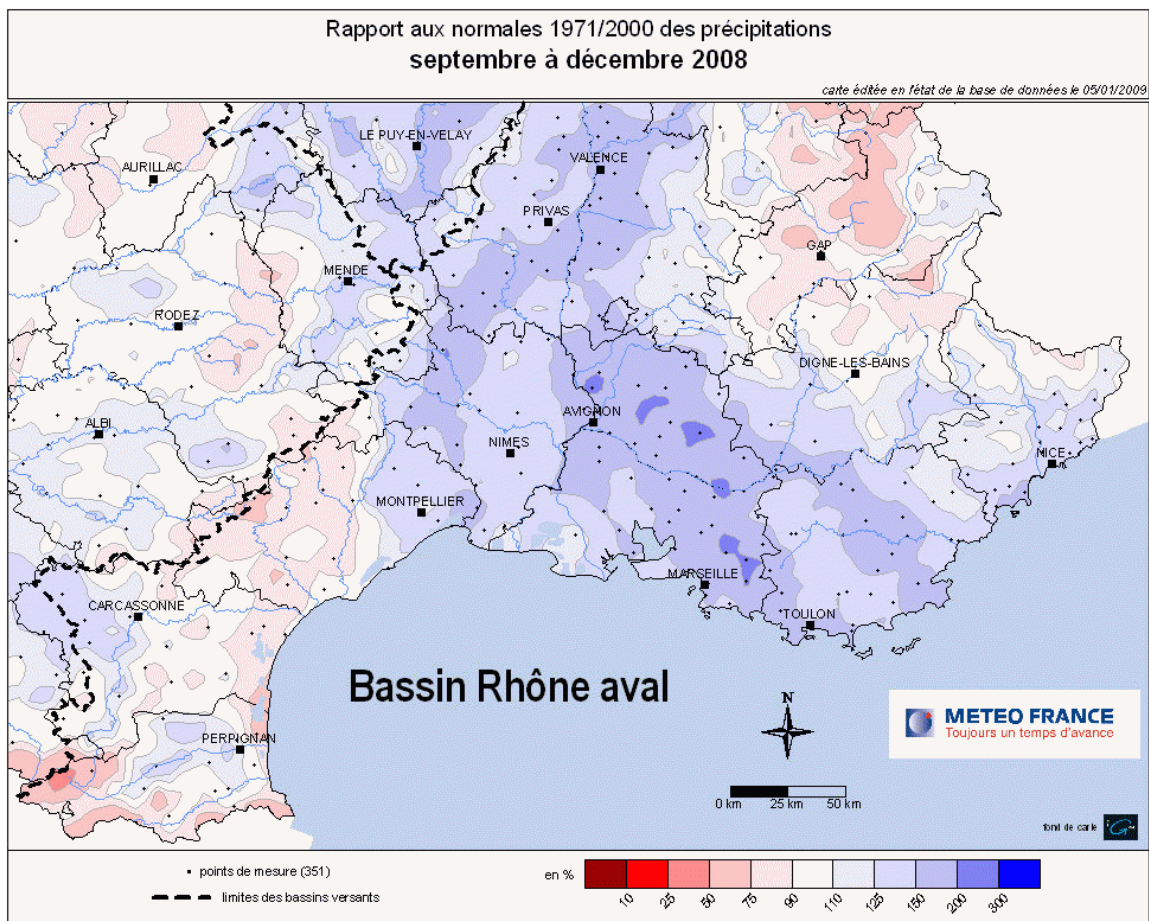 Rapport aux normales 1971/2000 des précipitations
septembre à décembre 2008
carte éditée en l'état de la base de données le 05/01/2009
LE PUY-EN-VELAY
AURILLAC
VALENCE
PRIVAS
GAP
MENDE
RODEZ
DIGNE-LES-BAINS
ALBI
AVIGNON
NIMES
NICE
MONTPELLIER
MARSEILLE
CARCASSONNE
TOULON
Bassin Rhône aval
N
METEO FRANCE
Toujours un temps d'avance
PERPIGNAN
0 km 25 km 50 km
fond de carte
points de mesure (351)
en %
limites des bassins versants
10 25 50 75 90 110 125 150 200 300